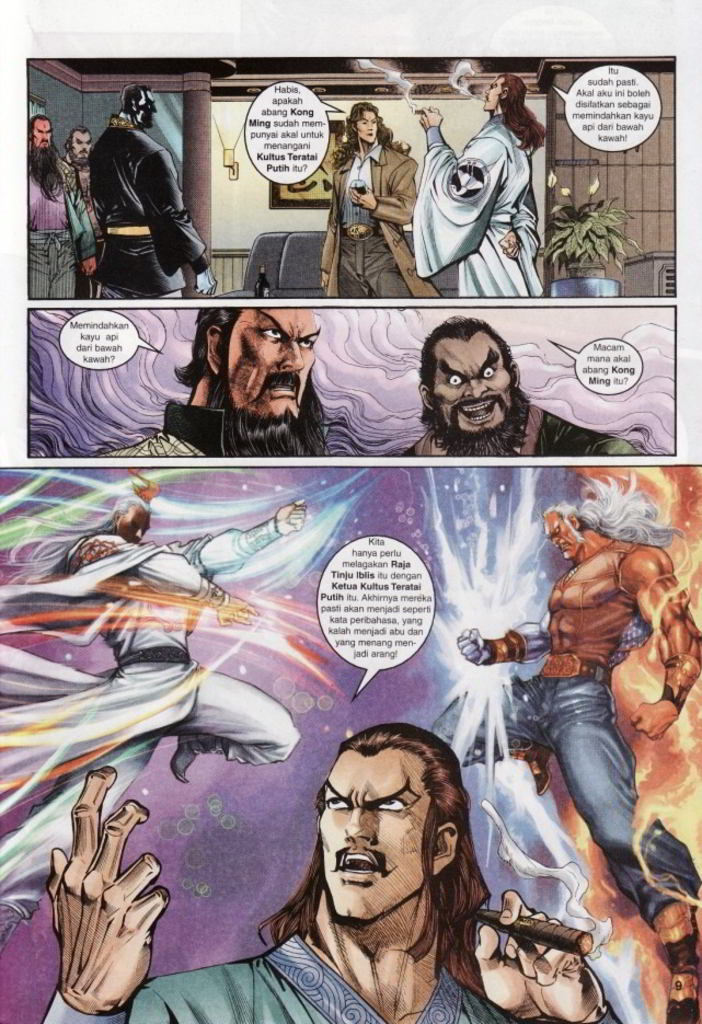 Habis,
apakah
abang Kong
Ming sudah mem-
punyai akal untuk
menangani
Kultus Teratai
Putih itu?
Itu
sudah pasti.
Akal aku ini boleh
disifatkan sebagai
memindahkan kayu
api dari bawah
kawah!
Memindahkan
kayu api
dari bawah
kawah?
Macam
mana akal
abang Kong
Ming itu?
Kita
hanya perlu
melagakan Raja
Tinju Iblis itu dengan
Ketua Kultus Teratai
Putih itu. Akhirnya mereka
pasti akan menjadi seperti
kata peribahasa, yang
kalah menjadi abu dan
yang menang men-
jadi arang!
9